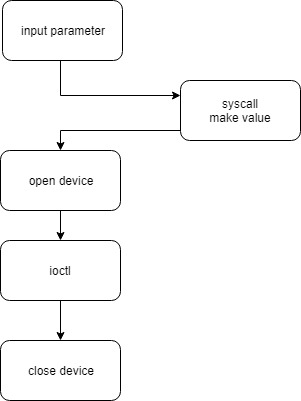 input parameter
syscall
make value
open device
ioctl
close device